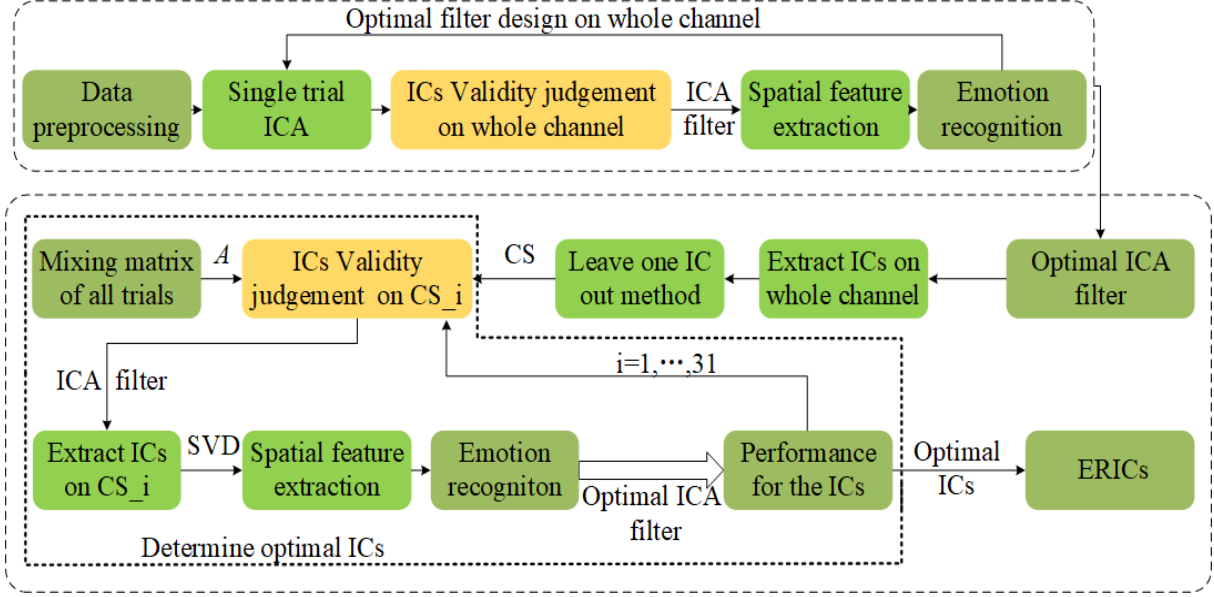 Optimal filter design on whole channel
Data
preprocessing
Single trial
ICA
ICs Validity judgement
on whole channel
ICA
filter
Spatial feature
extraction
Emotion
recognition
Mixing matrix
of all trials
A
ICs Validity
judgement on CS_i
CS
Leave one IC
out method
Extract ICs on
whole channel
Optimal ICA
filter
i=1,···,31
ICA filter
Extract ICs
on CS_i
SVD
Spatial feature
extraction
Emotion
recogniton
Optimal ICA
filter
Performance
for the ICs
Optimal
ICs
ERICs
Determine optimal ICs